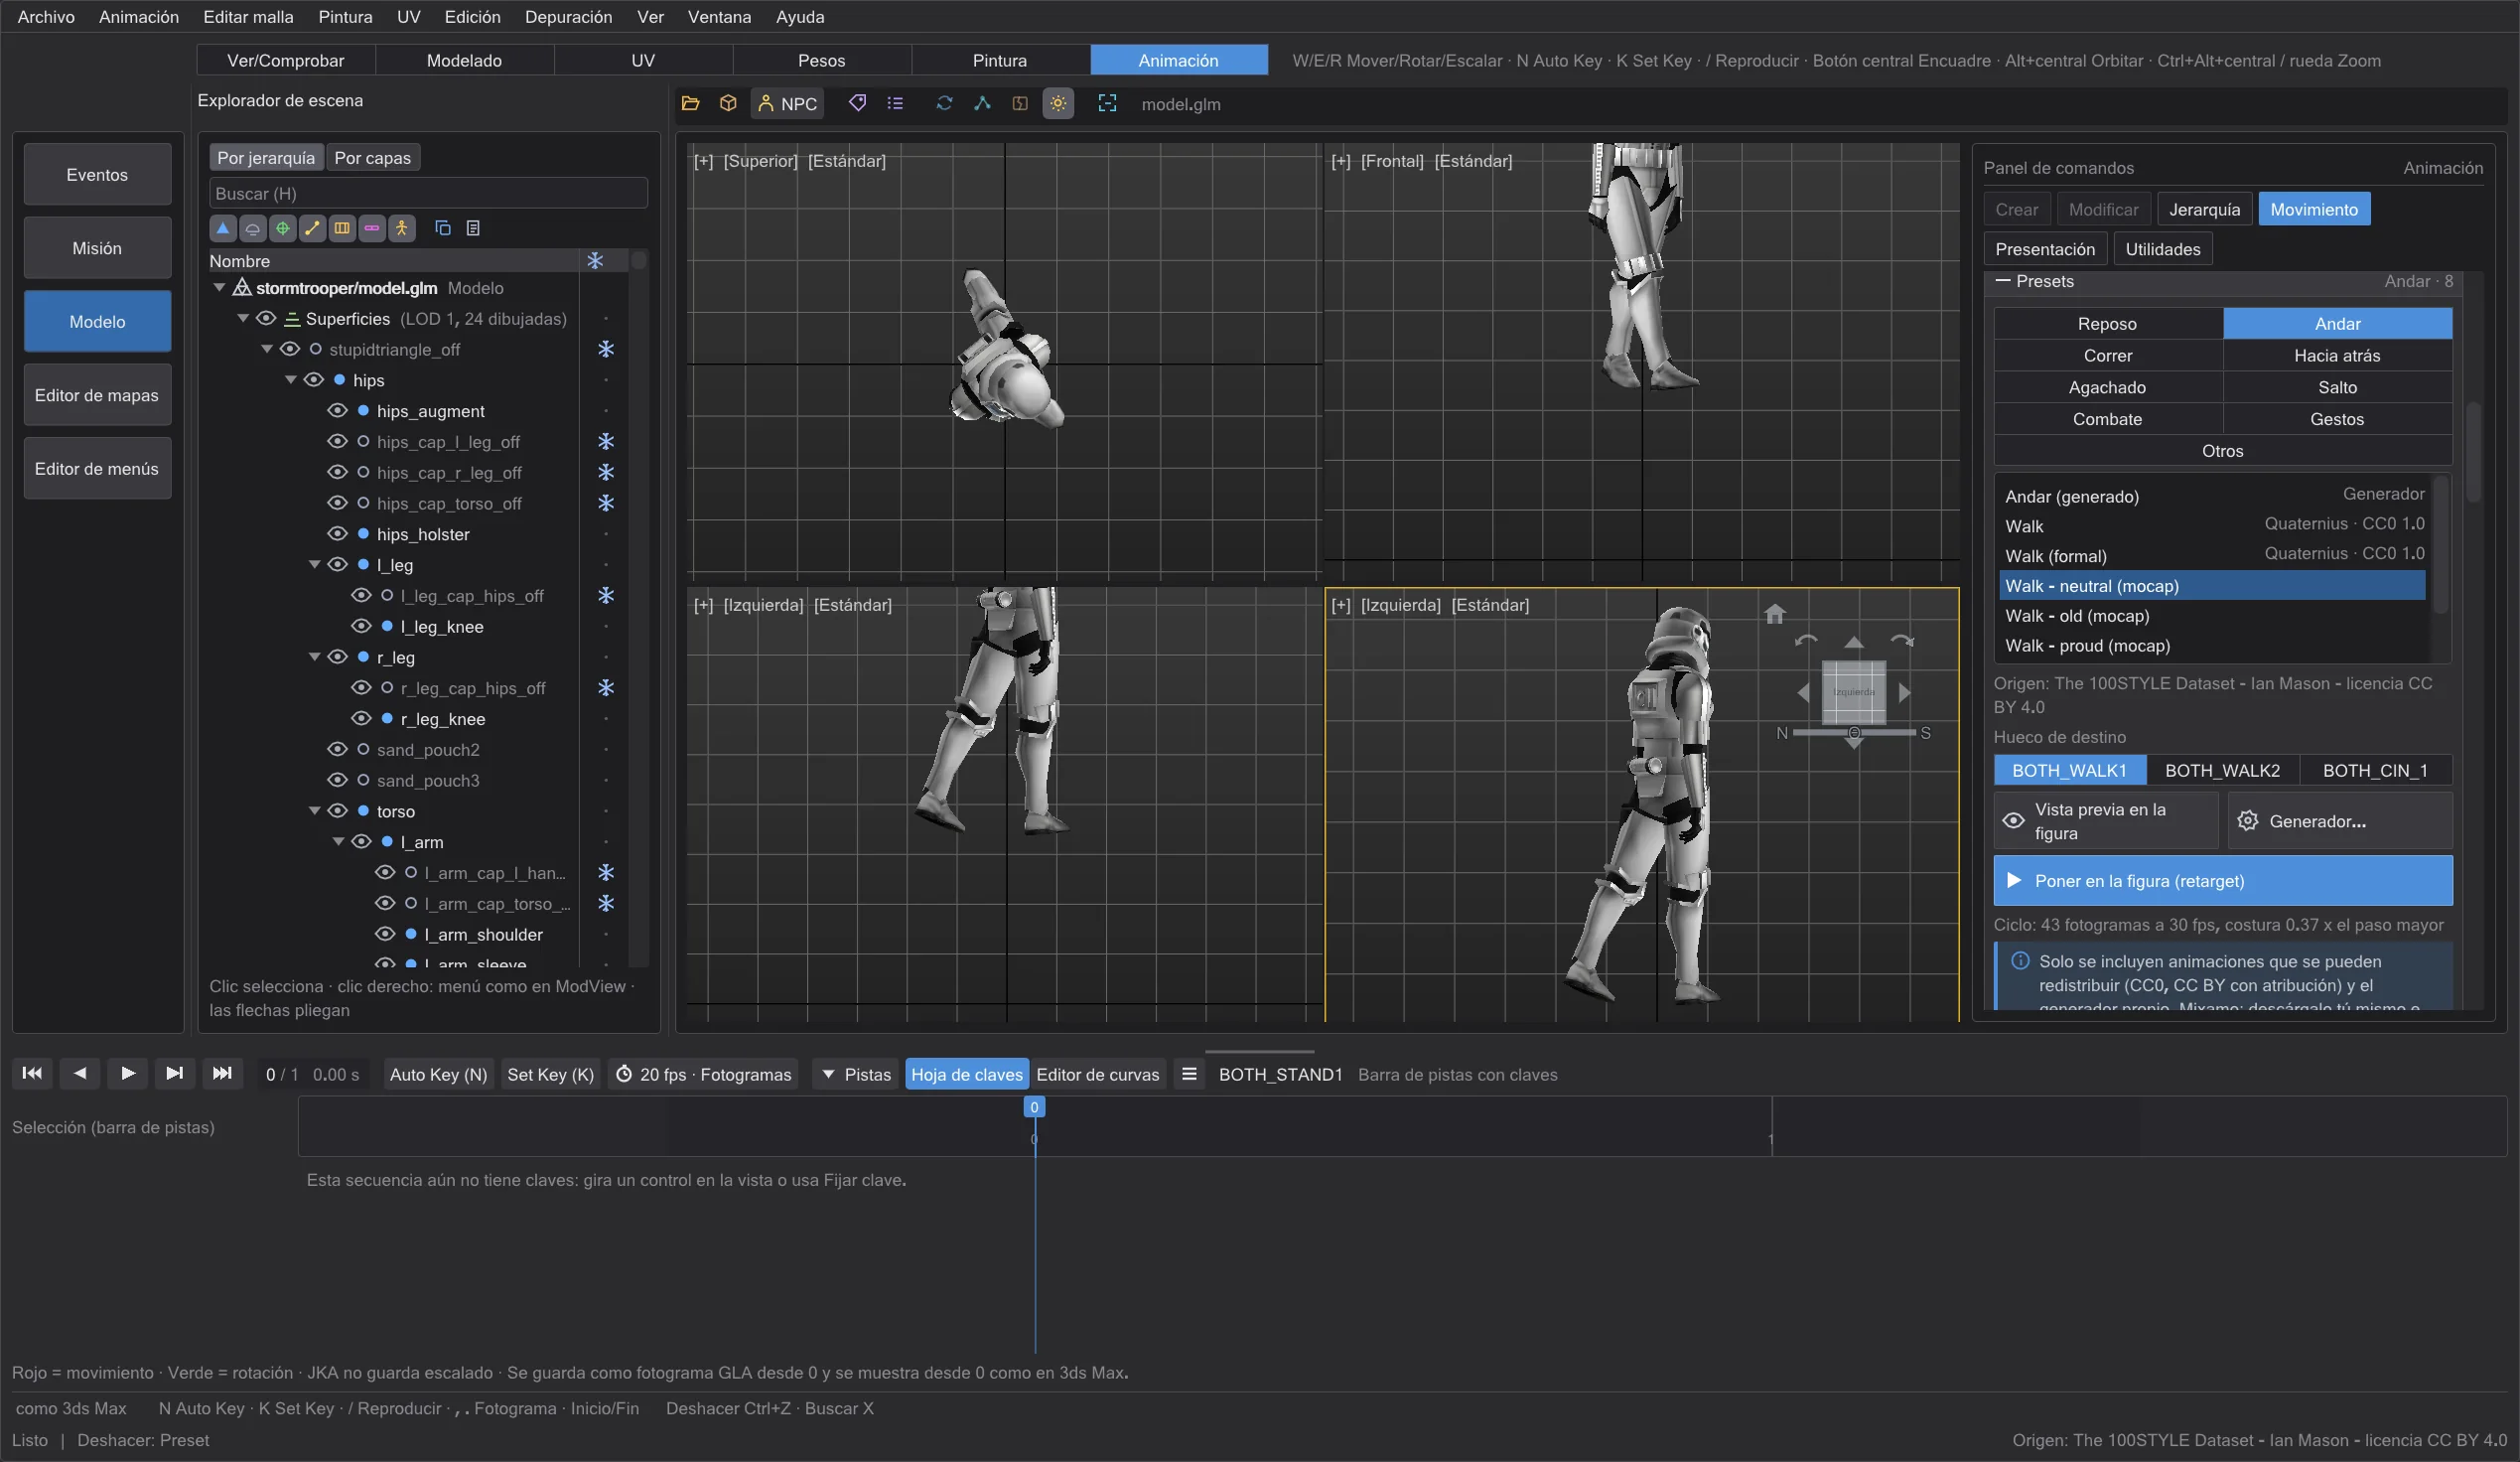 Archivo Animación Editar malla Pintura UV Edición Depuración Ver Ventana Ayuda
Ver/Comprobar Modelado UV Pesos Pintura Animación W/E/R Mover/Rotar/Escalar · N Auto Key · K Set Key · / Reproducir · Botón central Encuadre · Alt+central Orbitar · Ctrl+Alt+central / rueda Zoom
Explorador de escena
NPC model.glm
Eventos
Misión
Modelo
Editor de mapas
Editor de menús
Por jerarquía Por capas
Buscar (H)
Nombre
stormtrooper/model.glm Modelo
Superficies (LOD 1, 24 dibujadas)
stupidtriangle_off
hips
hips_augment
hips_cap_l_leg_off
hips_cap_r_leg_off
hips_cap_torso_off
hips_holster
l_leg
l_leg_cap_hips_off
l_leg_knee
r_leg
r_leg_cap_hips_off
r_leg_knee
sand_pouch2
sand_pouch3
torso
l_arm
l_arm_cap_l_han...
l_arm_cap_torso_...
l_arm_shoulder
l_arm_sleeve
Clic selecciona · clic derecho: menú como en ModView ·
las flechas pliegan
[+] [Superior] [Estándar]
[+] [Frontal] [Estándar]
[+] [Izquierda] [Estándar]
[+] [Izquierda] [Estándar]
Izquierda
N S
Panel de comandos Animación
Crear Modificar Jerarquía Movimiento
Presentación Utilidades
Presets Andar · 8
Reposo Andar
Correr Hacia atrás
Agachado Salto
Combate Gestos
Otros
Andar (generado) Generador
Walk Quaternius · CC0 1.0
Walk (formal) Quaternius · CC0 1.0
Walk - neutral (mocap)
Walk - old (mocap)
Walk - proud (mocap)
Origen: The 100STYLE Dataset - Ian Mason - licencia CC
BY 4.0
Hueco de destino
BOTH_WALK1 BOTH_WALK2 BOTH_CIN_1
Vista previa en la
figura
Generador...
Poner en la figura (retarget)
Ciclo: 43 fotogramas a 30 fps, costura 0.37 x el paso mayor
Solo se incluyen animaciones que se pueden
redistribuir (CC0, CC BY con atribución) y el
generador propio. Mixamo: descárgalo tú mismo e
0 / 1 0.00 s Auto Key (N) Set Key (K) 20 fps · Fotogramas Pistas Hoja de claves Editor de curvas BOTH_STAND1 Barra de pistas con claves
Selección (barra de pistas)
0
0 1
Esta secuencia aún no tiene claves: gira un control en la vista o usa Fijar clave.
Rojo = movimiento · Verde = rotación · JKA no guarda escalado · Se guarda como fotograma GLA desde 0 y se muestra desde 0 como en 3ds Max.
como 3ds Max N Auto Key · K Set Key · / Reproducir · , . Fotograma · Inicio/Fin Deshacer Ctrl+Z · Buscar X
Listo | Deshacer: Preset
Origen: The 100STYLE Dataset - Ian Mason - licencia CC BY 4.0